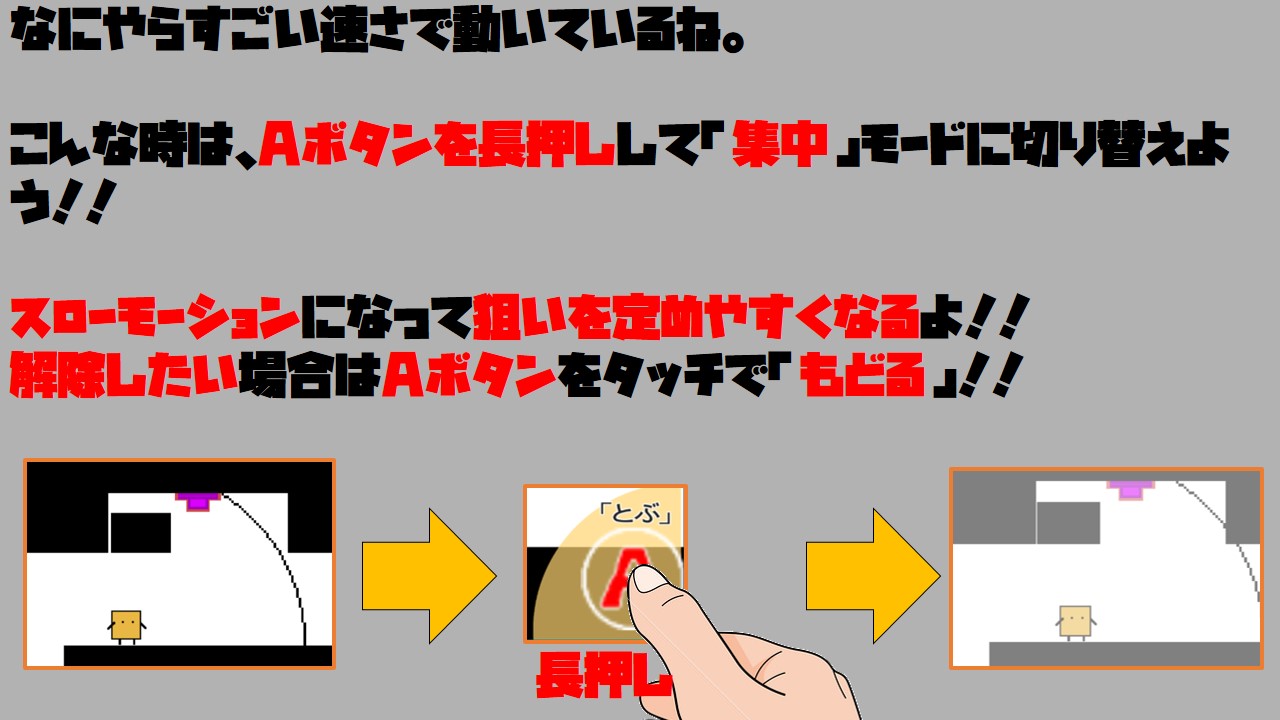 なにやらすごい速さで動いているね。
こんな時は、Aボタンを長押しして「集中」モードに切り替えよ
う！！
スローモーションになって狙いを定めやすくなるよ！！
解除したい場合はAボタンをタッチで「もどる」！！
「とぶ」
A
長押し